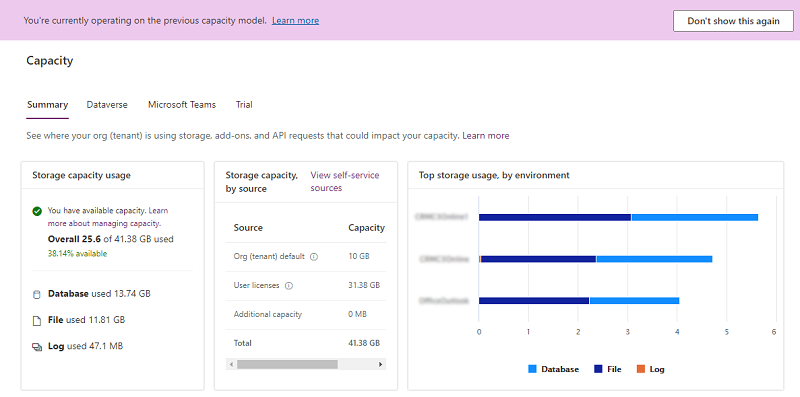 You're currently operating on the previous capacity model. Learn more
Don't show this again
Capacity
Summary Dataverse Microsoft Teams Trial
See where your org (tenant) is using storage, add-ons, and API requests that could impact your capacity. Learn more
Storage capacity usage
You have available capacity. Learn
more about managing capacity.
Overall 25.6 of 41.38 GB used
38.14% available
Database used 13.74 GB
File used 11.81 GB
Log used 47.1 MB
Storage capacity,
by source
View self-service
sources
Source Capacity
Org (tenant) default 10 GB
User licenses 31.38 GB
Additional capacity 0 MB
Total 41.38 GB
Top storage usage, by environment
0 1 2 3 4 5 6
Database File Log